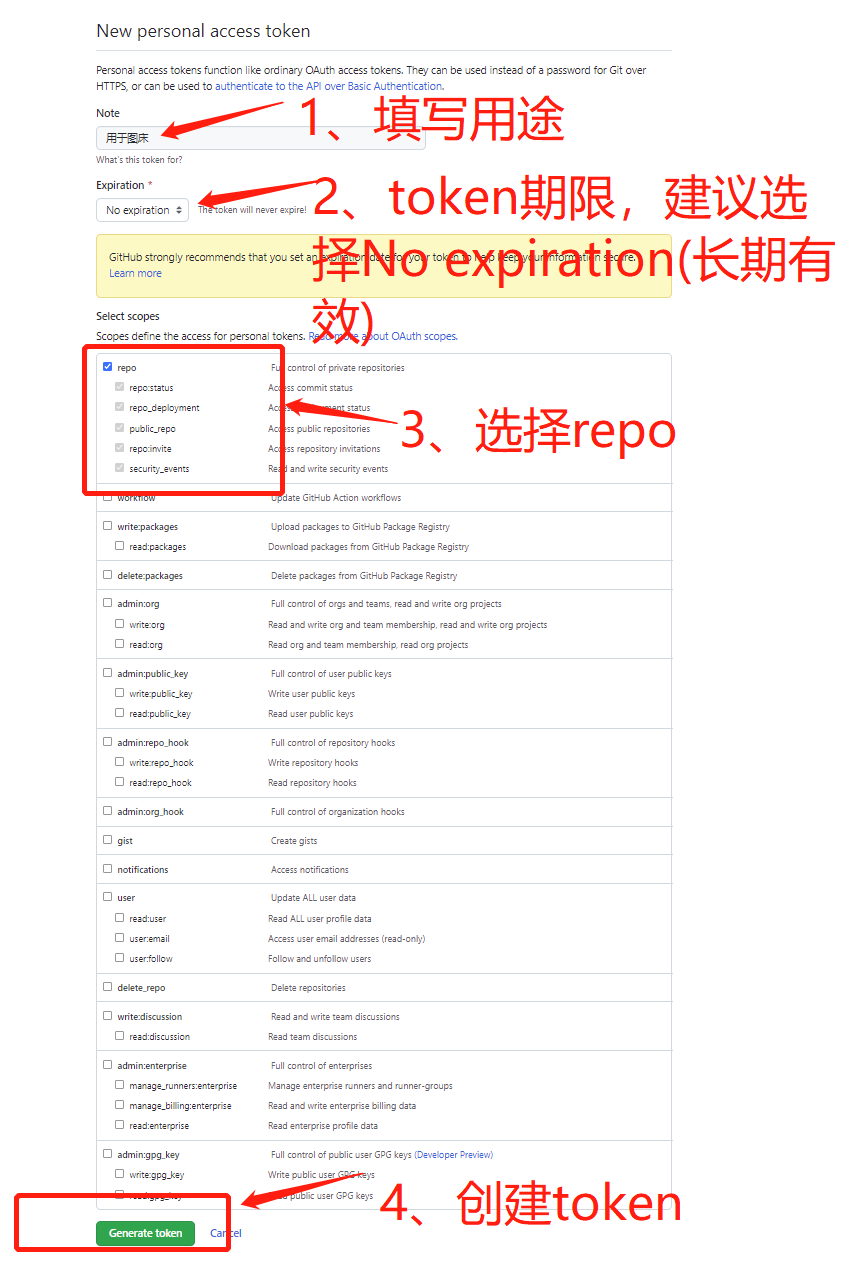 New personal access token
Personal access tokens function like ordinary OAuth access tokens. They can be used instead of a password for Git over
HTTPS, or can be used to authenticate to the API over Basic Authentication.
Note
1、填写用途
用于图床
What's this token for?
Expiration *
No expiration
The token will never expire!
2、token期限，建议选
择No expiration(长期有
效)
GitHub strongly recommends that you set an expiration date for your token to help keep your information secure.
Learn more
Select scopes
Scopes define the access for personal tokens. Read more about OAuth scopes.
repo Full control of private repositories
repo:status Access commit status
repo_deployment Access deployment status
3、选择repo
public_repo Access public repositories
repo:invite Access repository invitations
security_events Read and write security events
workflow Update GitHub Action workflows
write:packages Upload packages to GitHub Package Registry
read:packages Download packages from GitHub Package Registry
delete:packages Delete packages from GitHub Package Registry
admin:org Full control of orgs and teams, read and write org projects
write:org Read and write org and team membership, read and write org projects
read:org Read org and team membership, read org projects
admin:public_key Full control of user public keys
write:public_key Write user public keys
read:public_key Read user public keys
admin:repo_hook Full control of repository hooks
write:repo_hook Write repository hooks
read:repo_hook Read repository hooks
admin:org_hook Full control of organization hooks
gist Create gists
notifications Access notifications
user Update ALL user data
read:user Read ALL user profile data
user:email Access user email addresses (read-only)
user:follow Follow and unfollow users
delete_repo Delete repositories
write:discussion Read and write team discussions
read:discussion Read team discussions
admin:enterprise Full control of enterprises
manage_runners:enterprise Manage enterprise runners and runner-groups
manage_billing:enterprise Read and write enterprise billing data
read:enterprise Read enterprise profile data
admin:gpg_key Full control of public user GPG keys (Developer Preview)
write:gpg_key Write public user GPG keys
read:gpg_key Read public user GPG keys
4、创建token
Generate token Cancel